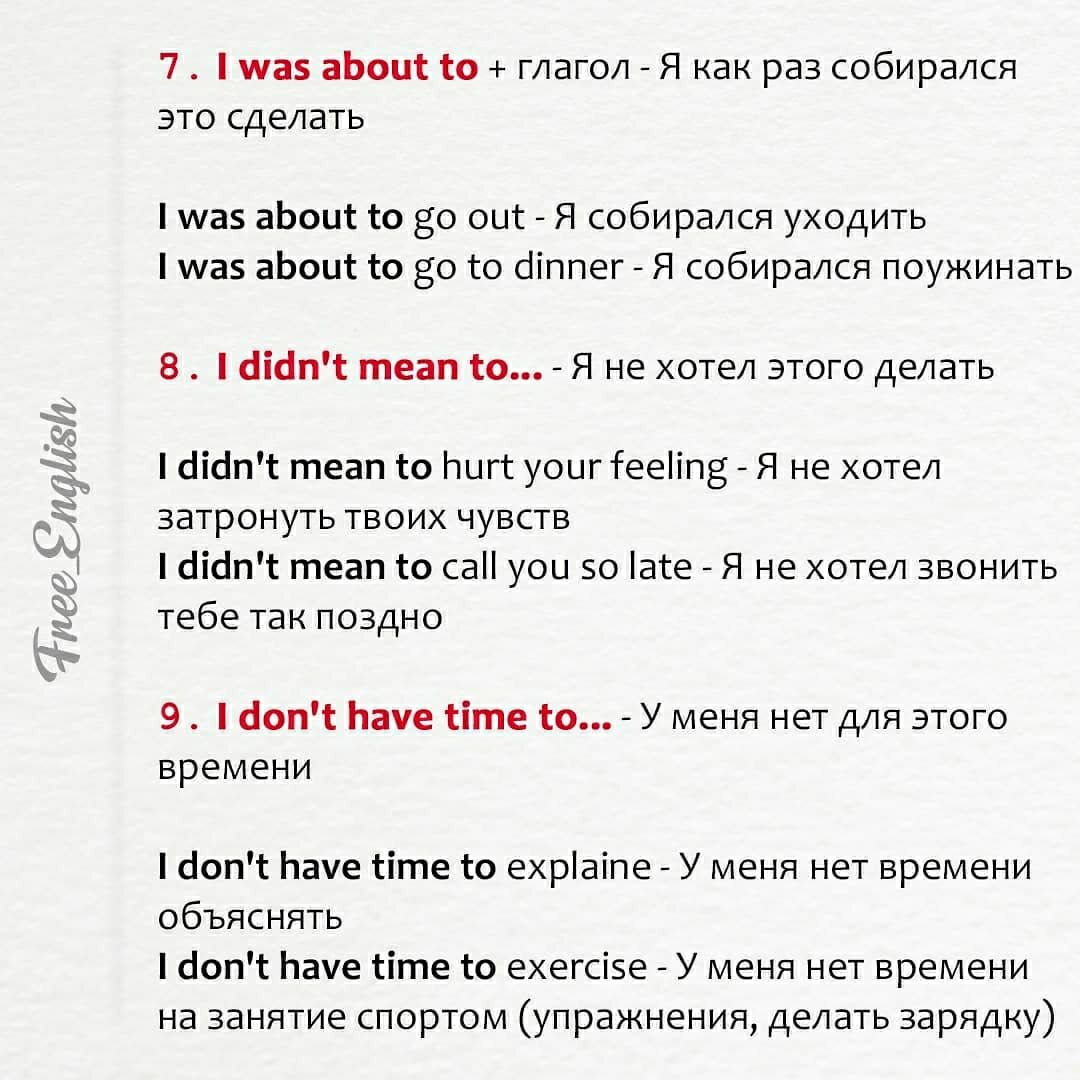 7. I was about to + глагол - Я как раз собирался
это сделать
I was about to go out - Я собирался уходить
I was about to go to dinner - Я собирался поужинать
8. I didn't mean to... - Я не хотел этого делать
I didn't mean to hurt your feeling - Я не хотел
затронуть твоих чувств
I didn't mean to call you so late - Я не хотел звонить
тебе так поздно
9. I don't have time to... - У меня нет для этого
времени
I don't have time to explaine - У меня нет времени
объяснять
I don't have time to exercise - У меня нет времени
на занятие спортом (упражнения, делать зарядку)
Free_English